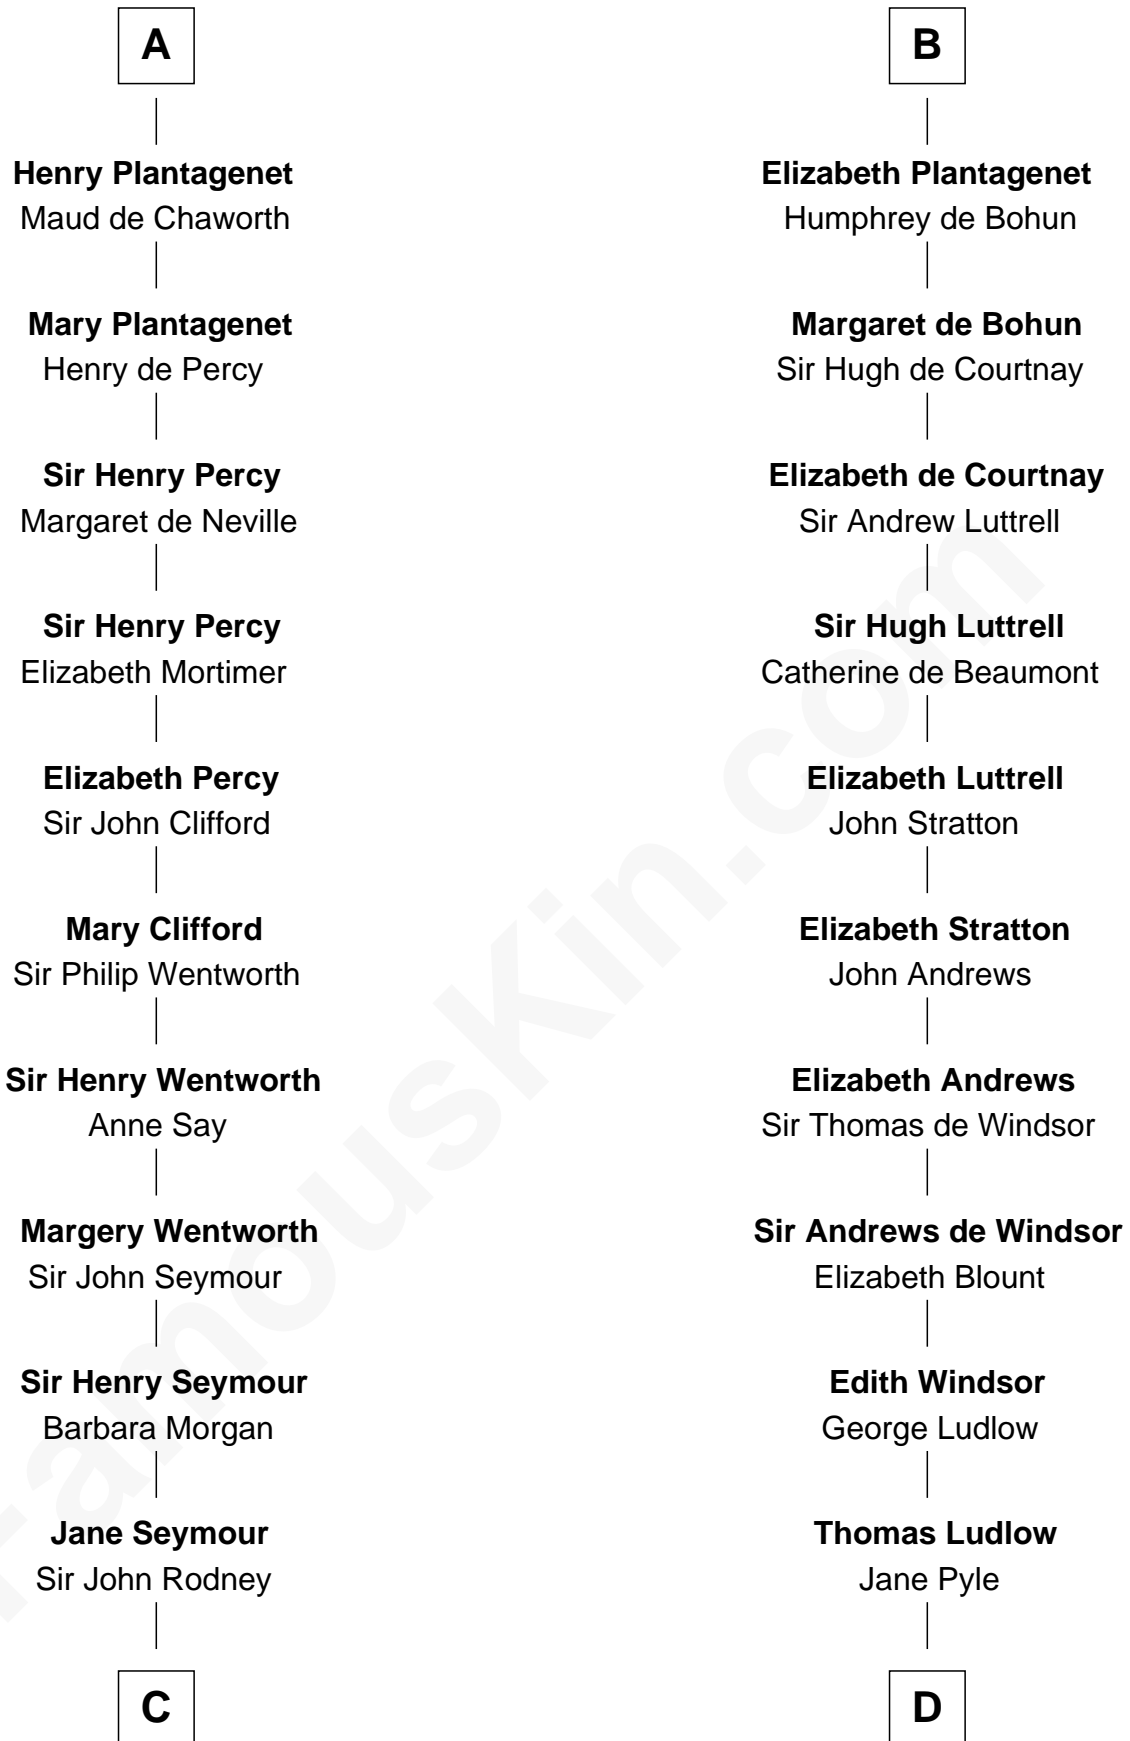 A
Henry Plantagenet
Maud de Chaworth
Mary Plantagenet
Henry de Percy
Sir Henry Percy
Margaret de Neville
Sir Henry Percy
Elizabeth Mortimer
Elizabeth Percy
Sir John Clifford
Mary Clifford
Sir Philip Wentworth
Sir Henry Wentworth
Anne Say
Margery Wentworth
Sir John Seymour
Sir Henry Seymour
Barbara Morgan
Jane Seymour
Sir John Rodney
C
B
Elizabeth Plantagenet
Humphrey de Bohun
Margaret de Bohun
Sir Hugh de Courtnay
Elizabeth de Courtnay
Sir Andrew Luttrell
Sir Hugh Luttrell
Catherine de Beaumont
Elizabeth Luttrell
John Stratton
Elizabeth Stratton
John Andrews
Elizabeth Andrews
Sir Thomas de Windsor
Sir Andrews de Windsor
Elizabeth Blount
Edith Windsor
George Ludlow
Thomas Ludlow
Jane Pyle
D
FamousKin.com